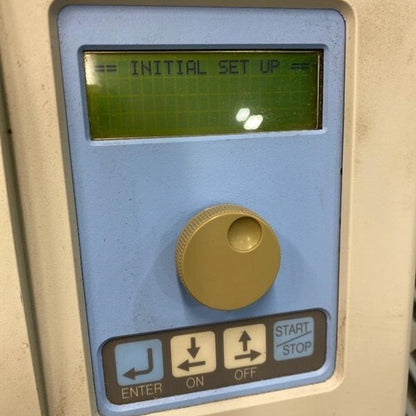 == INITIAL SET UP ==
START/STOP
ENTER
ON
OFF